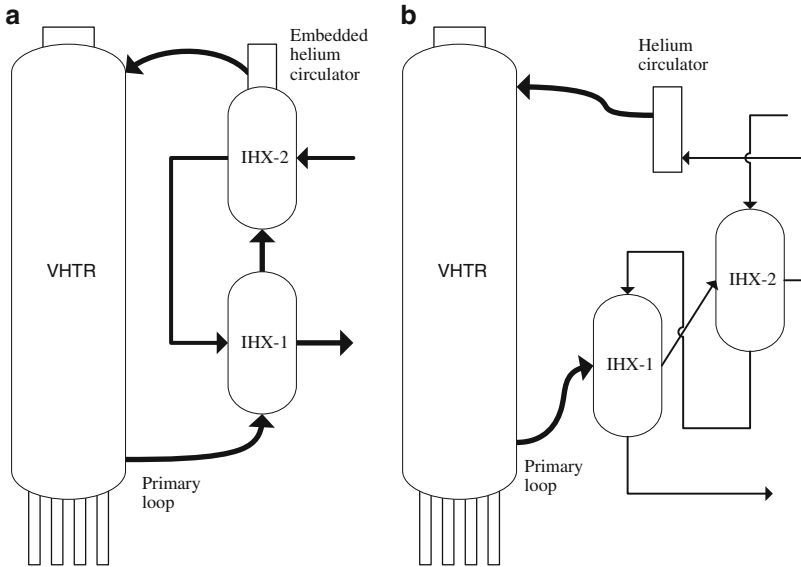 a
Embedded
helium
circulator
IHX-2
VHTR
IHX-1
Primary
loop
b
Helium
circulator
IHX-2
VHTR
IHX-1
Primary
loop